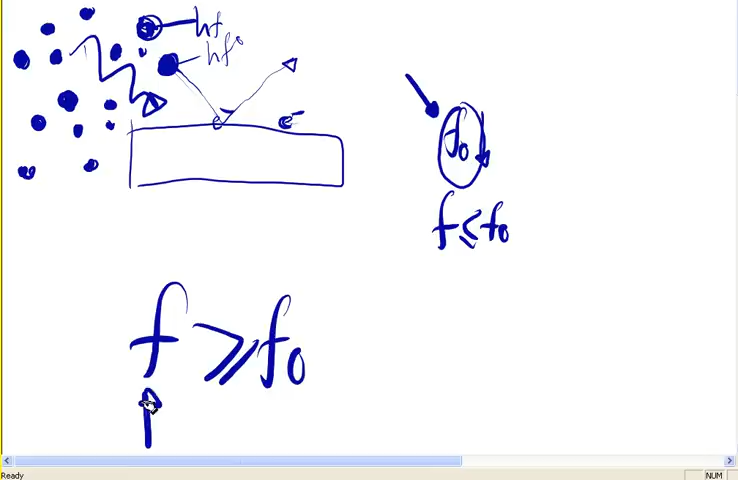 hf
hf⁰
e⁻ e⁻
f₀
f ≤ f₀
f ≥ f₀
Ready NUM